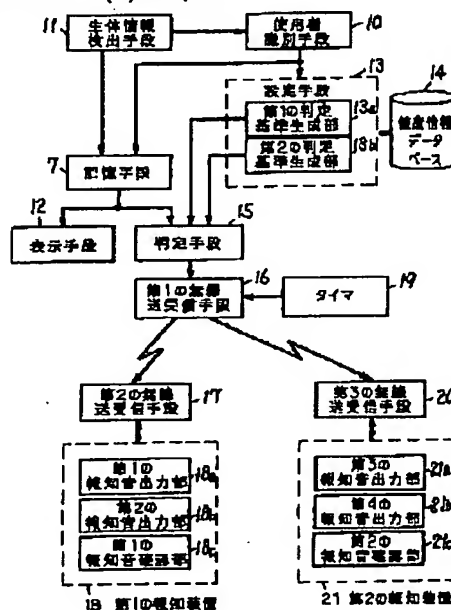 11
生体情報
検出手段
使用者
識別手段
10
13
設定手段
第1の判定
基準生成部
13a
第2の判定
基準生成部
13b
14
健康情報
データ
ベース
7
記憶手段
12
表示手段
判定手段
15
第1の無線
送受信手段
16
タイマ
19
第2の無線
送受信手段
17
第3の無線
送受信手段
20
第1の
報知音出力部
18a
第2の
報知音出力部
18b
第1の
報知音確認部
18c
18 第1の報知装置
第3の
報知音出力部
21a
第4の
報知音出力部
21b
第2の
報知音確認部
21c
21 第2の報知装置